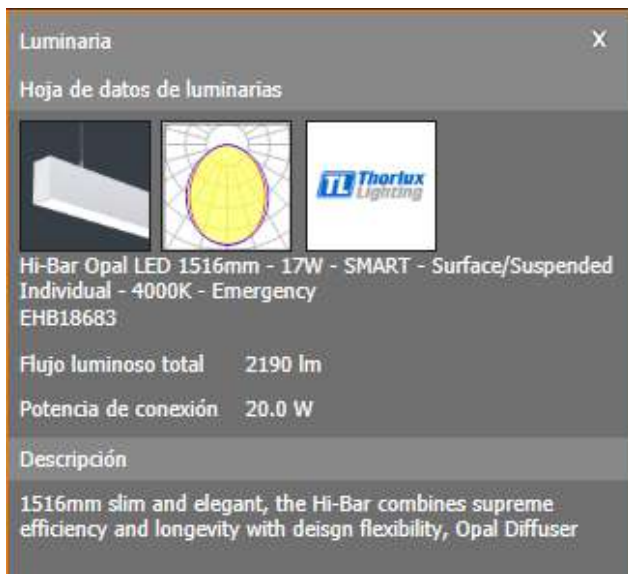 Luminaria X
Hoja de datos de luminarias
TL Thorlux
Lighting
Hi-Bar Opal LED 1516mm - 17W - SMART - Surface/Suspended
Individual - 4000K - Emergency
EHB18683
Flujo luminoso total 2190 lm
Potencia de conexión 20.0 W
Descripción
1516mm slim and elegant, the Hi-Bar combines supreme
efficiency and longevity with deisgn flexibility, Opal Diffuser